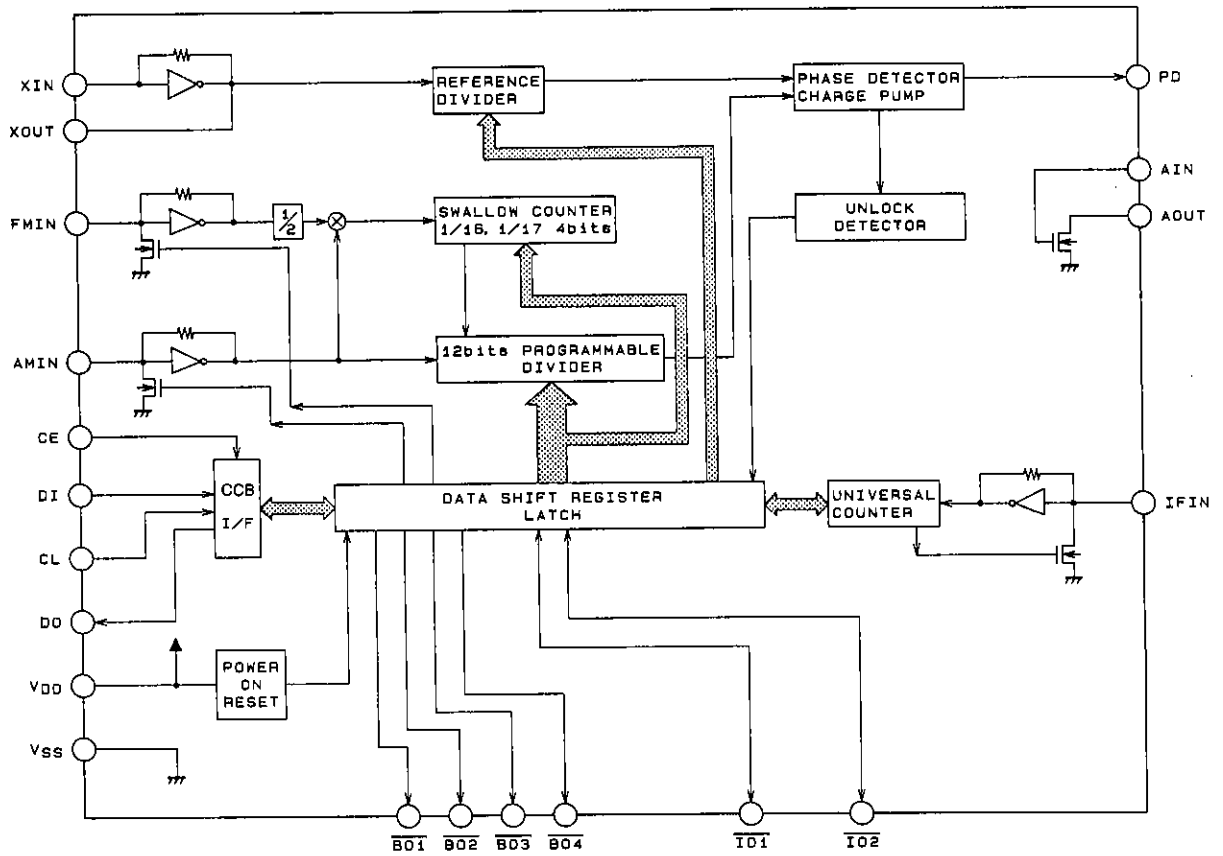 XIN
XOUT
REFERENCE
DIVIDER
PHASE DETECTOR
CHARGE PUMP
PD
AIN
AOUT
FMIN
1/2
SWALLOW COUNTER
1/16, 1/17 4bits
UNLOCK
DETECTOR
AMIN
12bits PROGRAMMABLE
DIVIDER
CE
DI
CL
DO
CCB
I/F
DATA SHIFT REGISTER
LATCH
UNIVERSAL
COUNTER
IFIN
VDD
POWER
ON
RESET
VSS
BO1
BO2
BO3
BO4
IO1
IO2